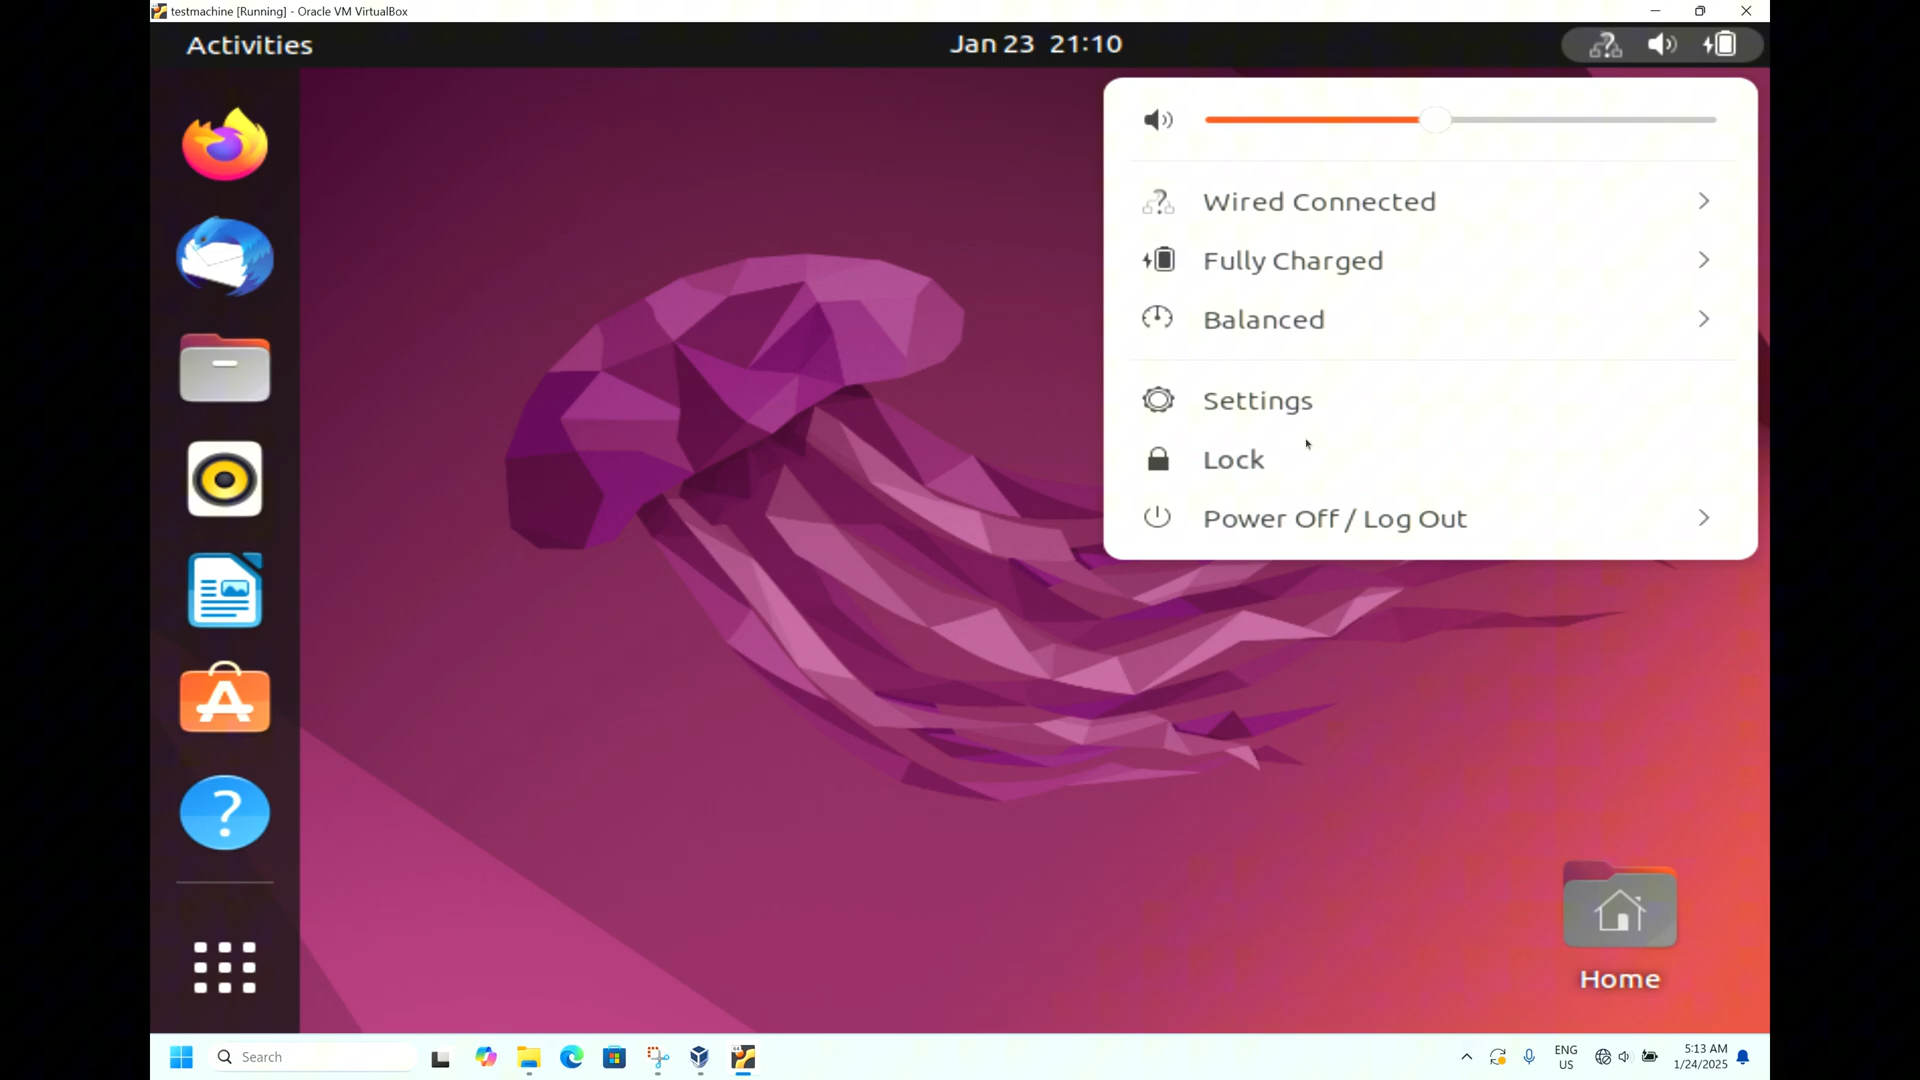 testmachine [Running] - Oracle VM VirtualBox
Activities
Jan 23 21:10
Wired Connected
Fully Charged
Balanced
Settings
Lock
Power Off / Log Out
Home
Search
ENG
US
5:13 AM
1/24/2025